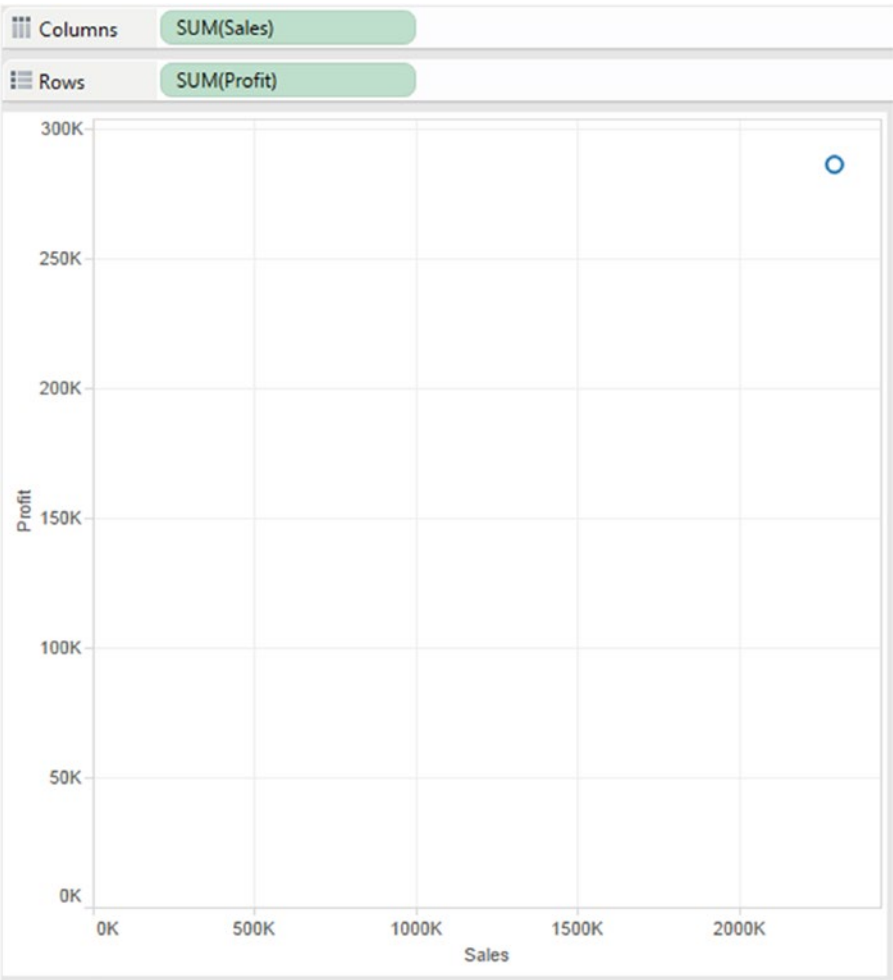 Columns SUM(Sales)
Rows SUM(Profit)
300K
250K
200K
150K
100K
50K
0K
Profit
0K 500K 1000K 1500K 2000K
Sales